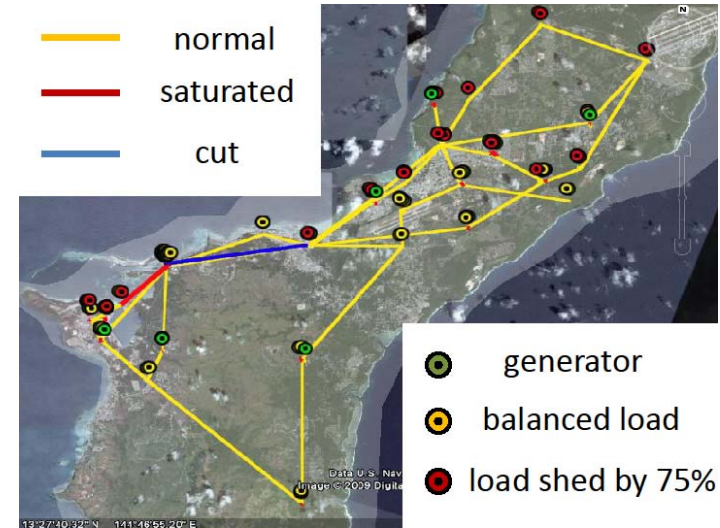 normal
saturated
cut
N
generator
balanced load
load shed by 75%
Data U.S. Nav
Image © 2009 Digita
13°27'40.32" N 144°46'55.20" E